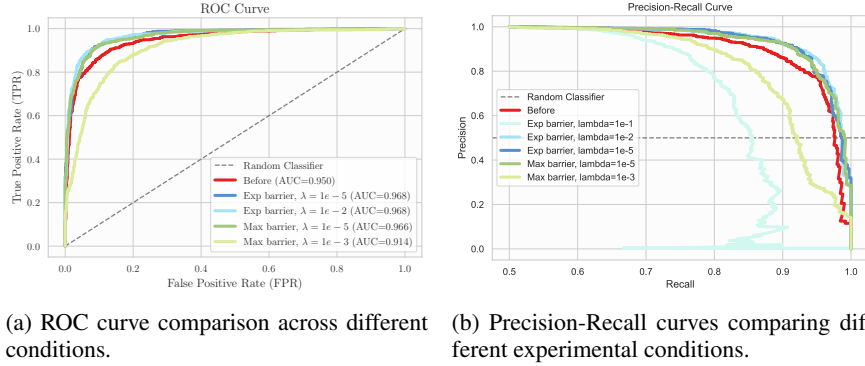 ROC Curve
True Positive Rate (TPR)
1.0
0.8
0.6
0.4
0.2
0.0
0.0 0.2 0.4 0.6 0.8 1.0
False Positive Rate (FPR)
Random Classifier
Before (AUC=0.950)
Exp barrier, λ = 1e − 5 (AUC=0.968)
Exp barrier, λ = 1e − 2 (AUC=0.968)
Max barrier, λ = 1e − 5 (AUC=0.966)
Max barrier, λ = 1e − 3 (AUC=0.914)
(a) ROC curve comparison across different
conditions.
Precision-Recall Curve
Precision
1.0
0.8
0.6
0.4
0.2
0.0
0.5 0.6 0.7 0.8 0.9 1.0
Recall
Random Classifier
Before
Exp barrier, lambda=1e-1
Exp barrier, lambda=1e-2
Exp barrier, lambda=1e-5
Max barrier, lambda=1e-5
Max barrier, lambda=1e-3
(b) Precision-Recall curves comparing dif
ferent experimental conditions.